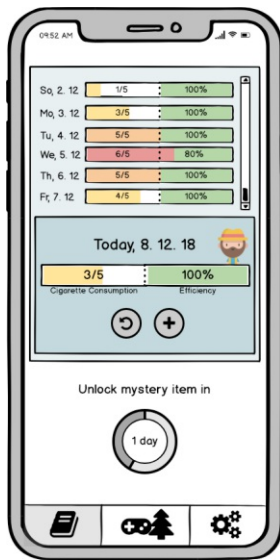 09:52 AM
So, 2. 12 1/5 100%
Mo, 3. 12 3/5 100%
Tu, 4. 12 5/5 100%
We, 5. 12 6/5 80%
Th, 6. 12 5/5 100%
Fr, 7. 12 4/5 100%
Today, 8. 12. 18
3/5 100%
Cigarette Consumption Efficiency
Unlock mystery item in
1 day